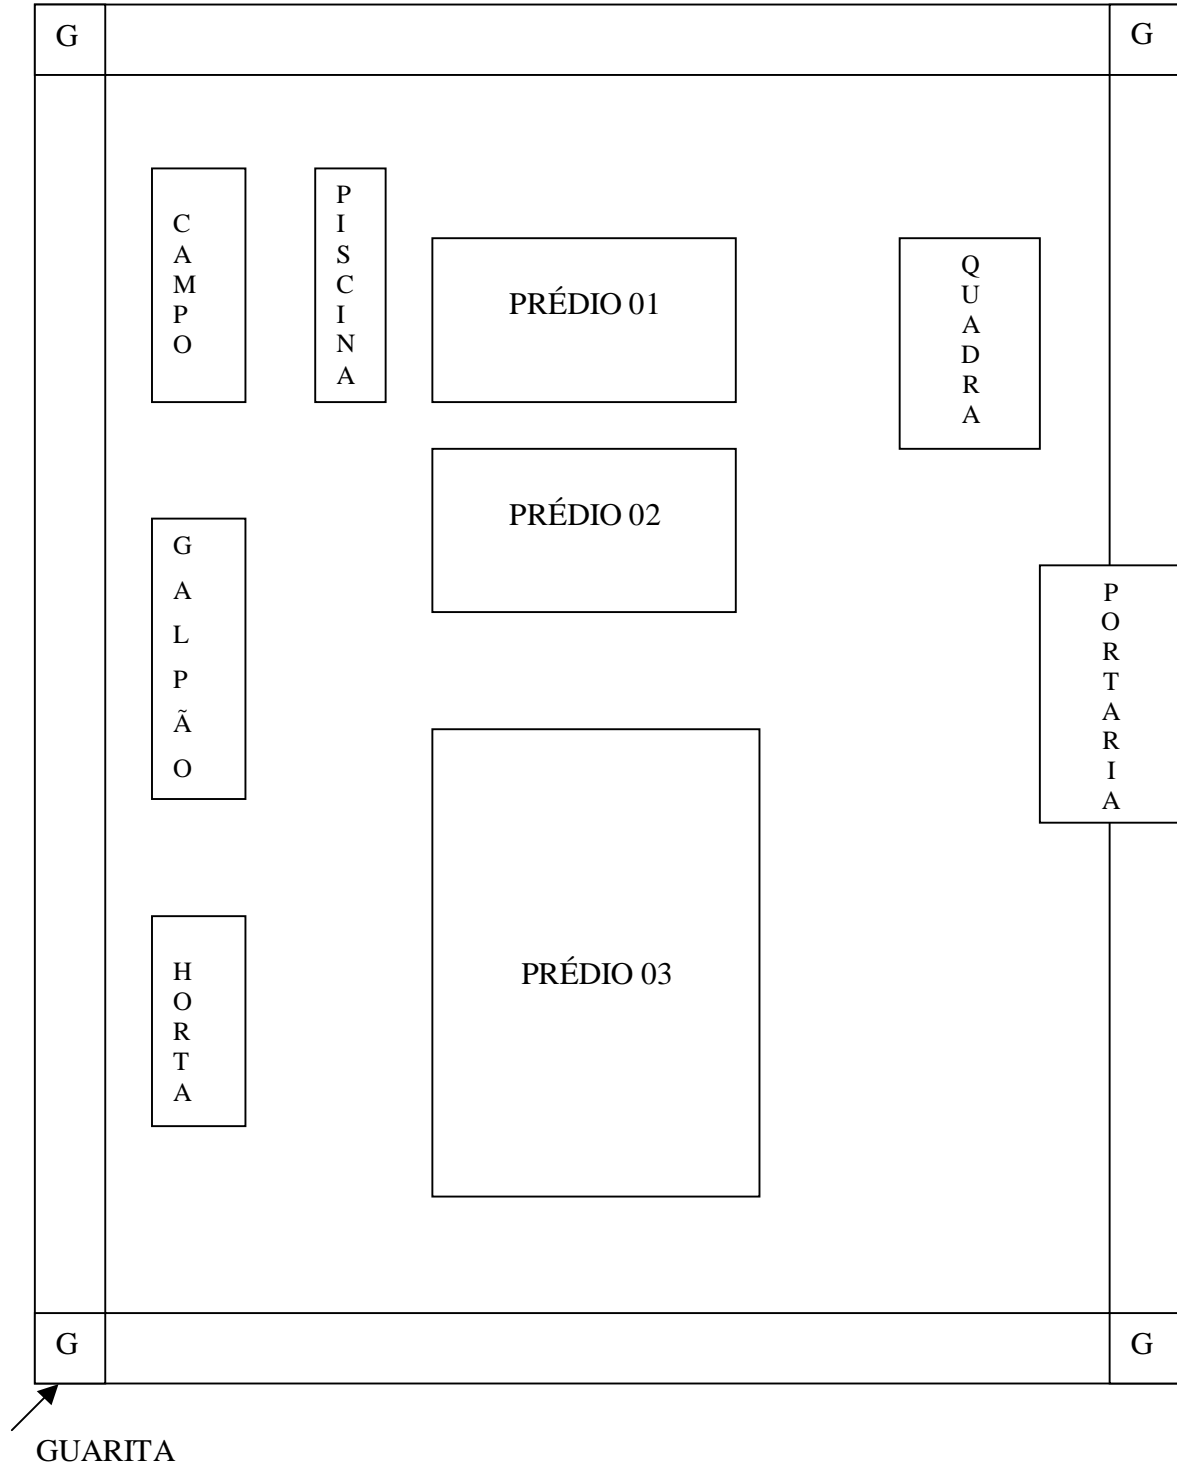 G
G
CAMPO
PISCINA
PRÉDIO 01
QUADRA
PRÉDIO 02
GALPÃO
PORTARIA
PRÉDIO 03
HORTA
G
G
GUARITA